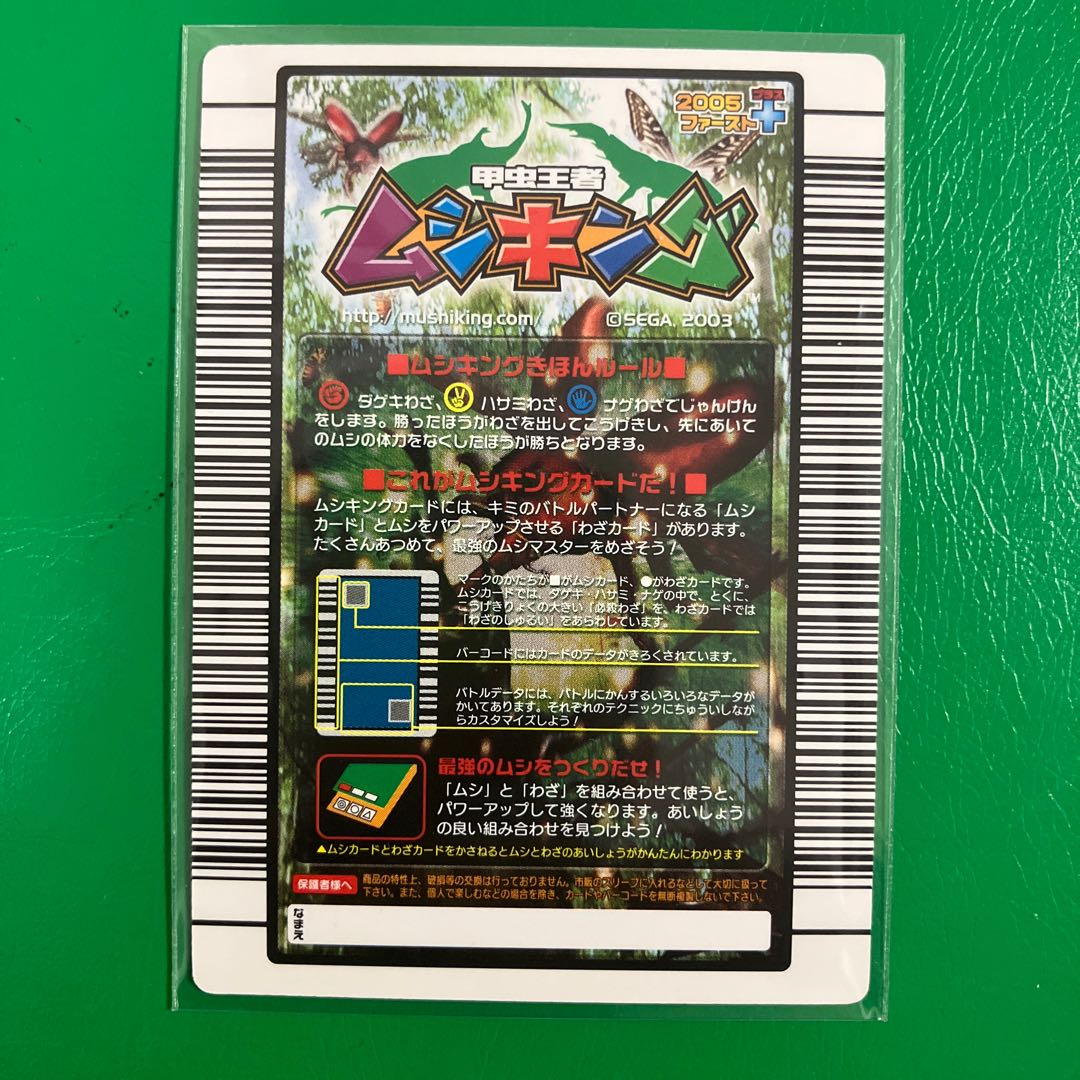 2005 プラス
ファースト+
甲虫王者
ムシキング
TM
http://mushiking.com/ ©SEGA, 2003
■ムシキングきほんルール■
ダゲキわざ、 ハサミわざ、 ナゲわざでじゃんけん
をします。勝ったほうがわざを出してこうげきし、先にあいて
のムシの体力をなくしたほうが勝ちとなります。
■これがムシキングカードだ!■
ムシキングカードには、キミのバトルパートナーになる「ムシ
カード」とムシをパワーアップさせる「わざカード」があります。
たくさんあつめて、最強のムシマスターをめざそう!
マークのかたちが■がムシカード、●がわざカードです。
ムシカードでは、ダゲキ・ハサミ・ナゲの中で、とくに、
こうげきりょくの大きい「必殺わざ」を、わざカードでは
「わざのしゅるい」をあらわしています。
バーコードにはカードのデータがきろくされています。
バトルデータには、バトルにかんするいろいろなデータが
かいてあります。それぞれのテクニックにちゅういしなが
らカスタマイズしよう!
最強のムシをつくりだせ!
「ムシ」と「わざ」を組み合わせて使うと、
パワーアップして強くなります。あいしょう
の良い組み合わせを見つけよう!
▲ムシカードとわざカードをかさねるとムシとわざのあいしょうがかんたんにわかります
保護者様へ 商品の特性上、破損等の交換は行っておりません。市販のスリーブに入れるなどして大切に扱って
下さい。また、個人で楽しむなどの場合を除き、カードやバーコードを無断複製しないで下さい。
なまえ